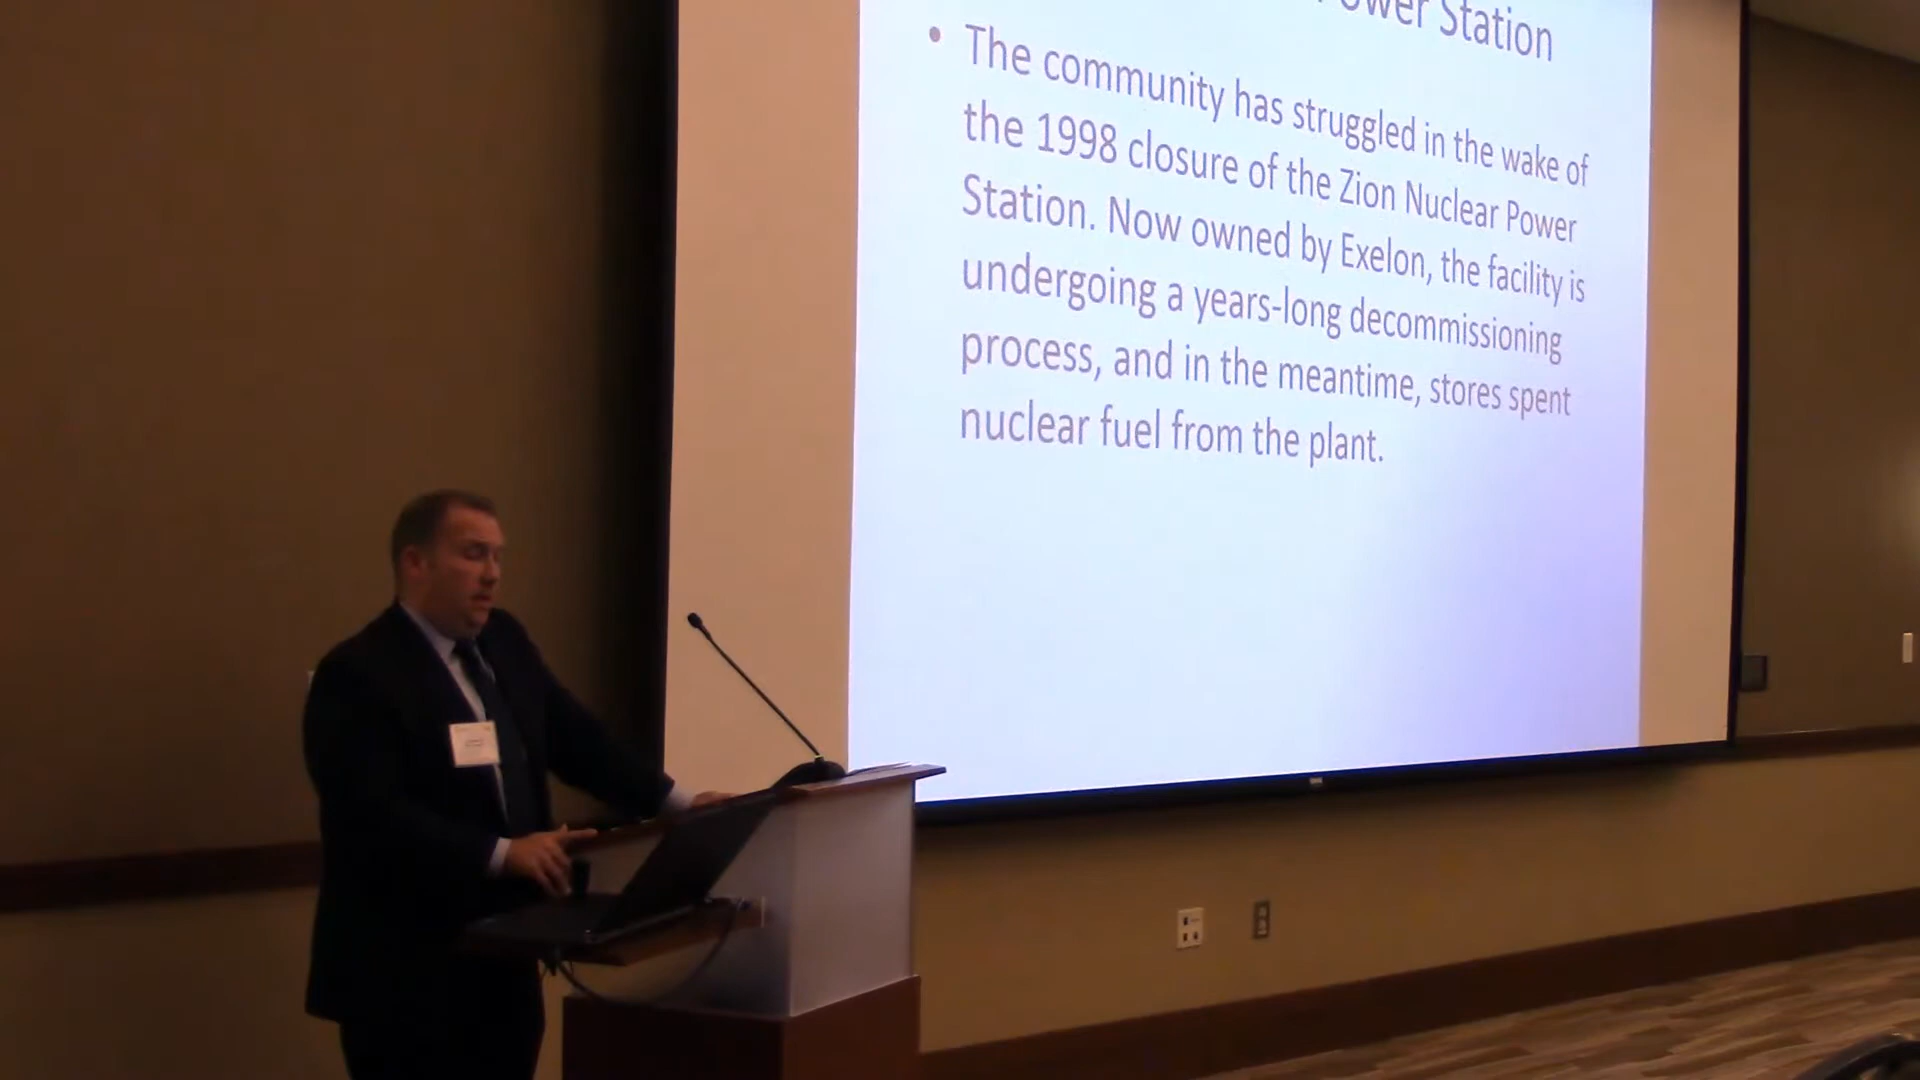 Power Station
• The community has struggled in the wake of
the 1998 closure of the Zion Nuclear Power
Station. Now owned by Exelon, the facility is
undergoing a years-long decommissioning
process, and in the meantime, stores spent
nuclear fuel from the plant.